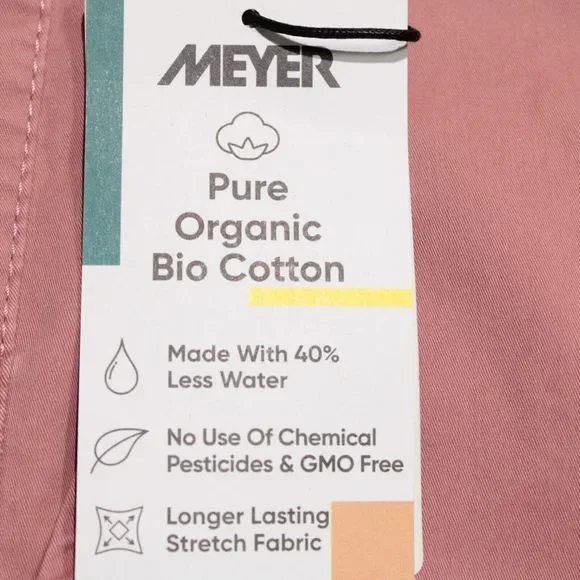 MEYER
Pure
Organic
Bio Cotton
Made With 40%
Less Water
No Use Of Chemical
Pesticides & GMO Free
Longer Lasting
Stretch Fabric